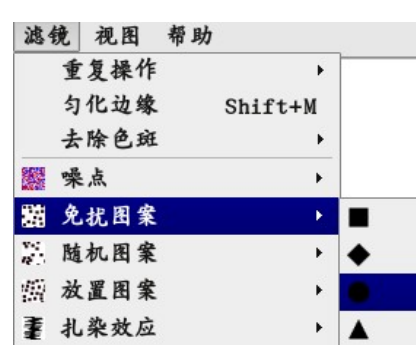 滤镜 视图 帮助
重复操作
匀化边缘 Shift+M
去除色斑
噪点
免扰图案
随机图案
放置图案
扎染效应